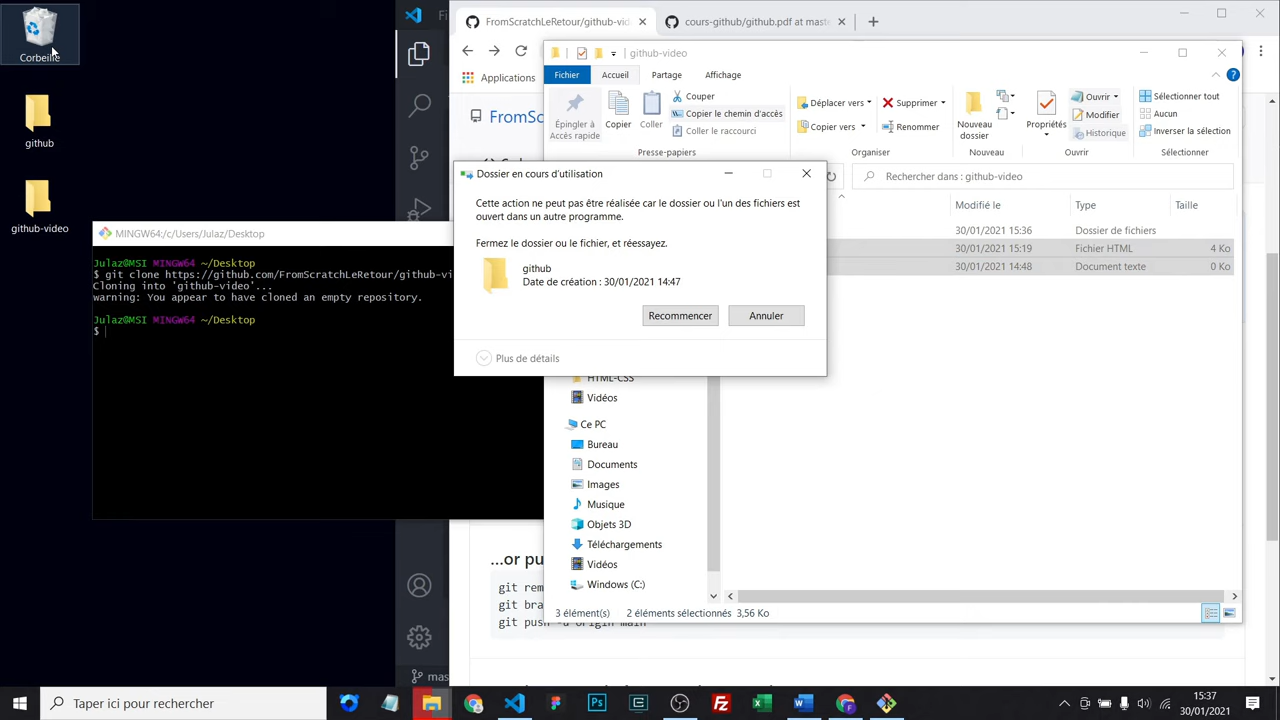 Corbeille
github
github-video
Fi
mas
MINGW64:/c/Users/Julaz/Desktop
Julaz@MSI MINGW64 ~/Desktop
$ git clone https://github.com/FromScratchLeRetour/github-vi
Cloning into 'github-video'...
warning: You appear to have cloned an empty repository.
Julaz@MSI MINGW64 ~/Desktop
$
FromScratchLeRetour/github-vid
cours-github/github.pdf at maste
Applications
FromSc
github-video
Fichier
Accueil
Partage
Affichage
Épingler à
Accès rapide
Copier
Coller
Couper
Copier le chemin d'accès
Coller le raccourci
Presse-papiers
Déplacer vers
Copier vers
Supprimer
Renommer
Organiser
Nouveau
dossier
Nouveau
Propriétés
Ouvrir
Modifier
Historique
Ouvrir
Sélectionner tout
Aucun
Inverser la sélection
Sélectionner
Rechercher dans : github-video
Modifié le
Type
Taille
30/01/2021 15:36
Dossier de fichiers
30/01/2021 15:19
Fichier HTML
4 Ko
30/01/2021 14:48
Document texte
0 Ko
Dossier en cours d'utilisation
Cette action ne peut pas être réalisée car le dossier ou l'un des fichiers est
ouvert dans un autre programme.
Fermez le dossier ou le fichier, et réessayez.
github
Date de création : 30/01/2021 14:47
Recommencer
Annuler
Plus de détails
HTML-CSS
Vidéos
Ce PC
Bureau
Documents
Images
Musique
Objets 3D
Téléchargements
Vidéos
Windows (C:)
3 élément(s)
2 éléments sélectionnés
3,56 Ko
...or pu
git rem
git bra
git push -u origin main
Taper ici pour rechercher
15:37
30/01/2021